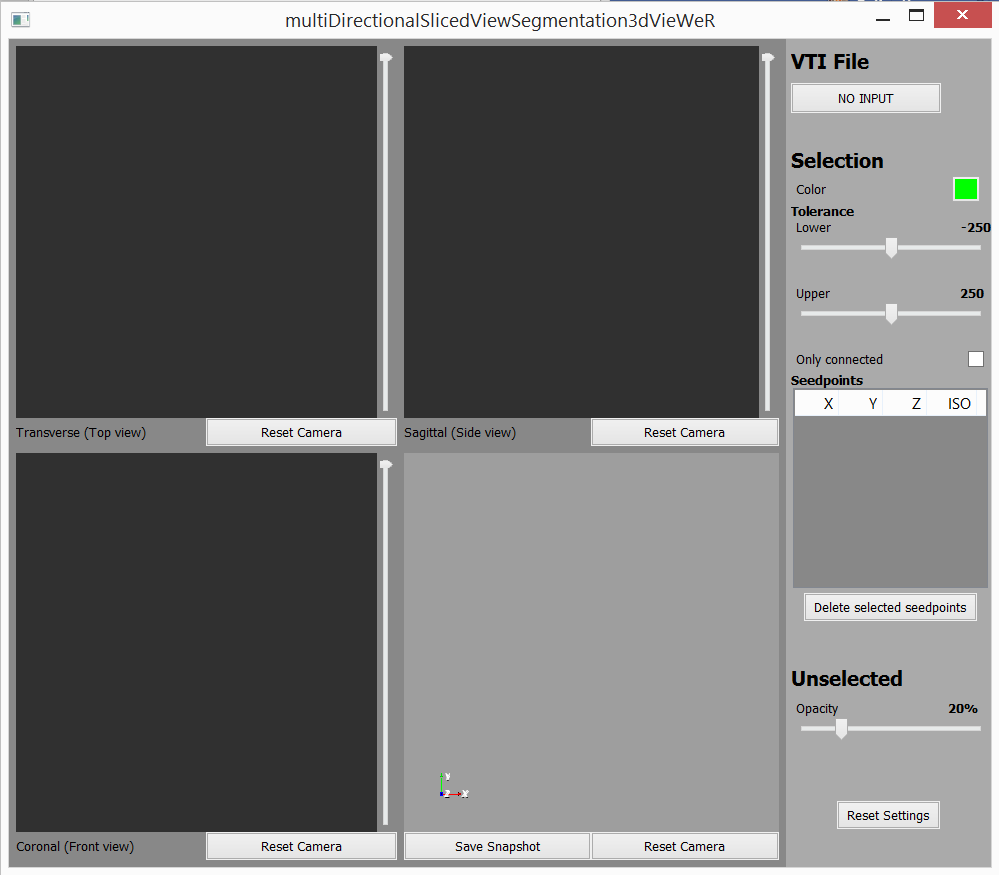 multiDirectionalSlicedViewSegmentation3dVieWeR
Transverse (Top view)
Reset Camera
Sagittal (Side view)
Reset Camera
Y
Z X
Coronal (Front view)
Reset Camera
Save Snapshot
Reset Camera
VTI File
NO INPUT
Selection
Color
Tolerance
Lower -250
Upper 250
Only connected
Seedpoints
X Y Z ISO
Delete selected seedpoints
Unselected
Opacity 20%
Reset Settings